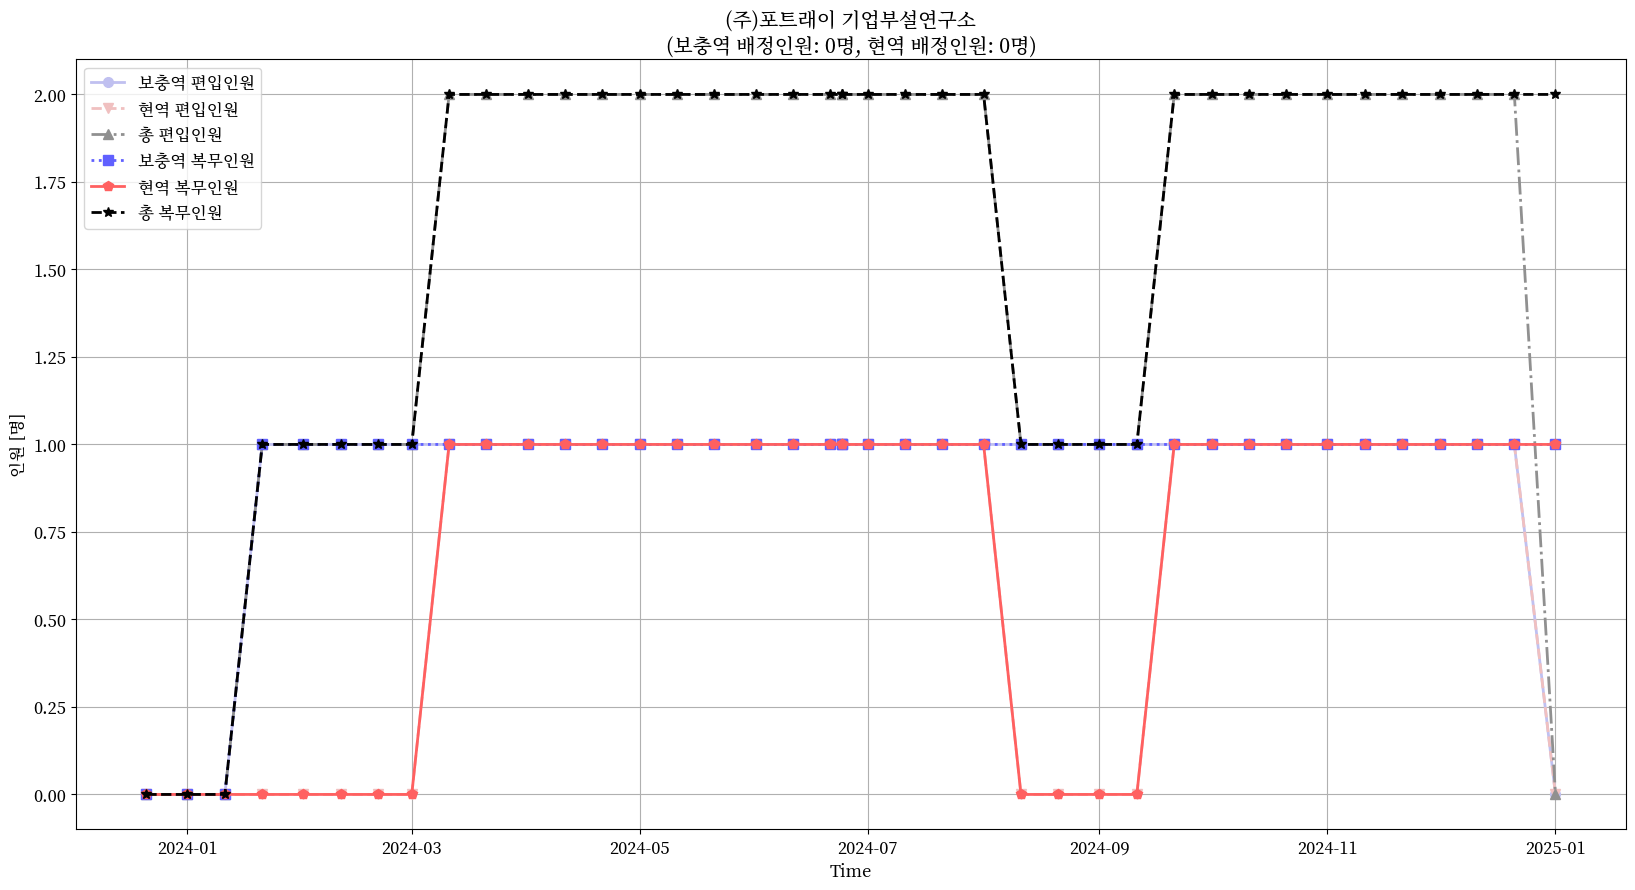 (주)포트래이 기업부설연구소
(보충역 배정인원: 0명, 현역 배정인원: 0명)
보충역 편입인원
현역 편입인원
총 편입인원
보충역 복무인원
현역 복무인원
총 복무인원
인원 [명]
2.00
1.75
1.50
1.25
1.00
0.75
0.50
0.25
0.00
2024-01
2024-03
2024-05
2024-07
2024-09
2024-11
2025-01
Time